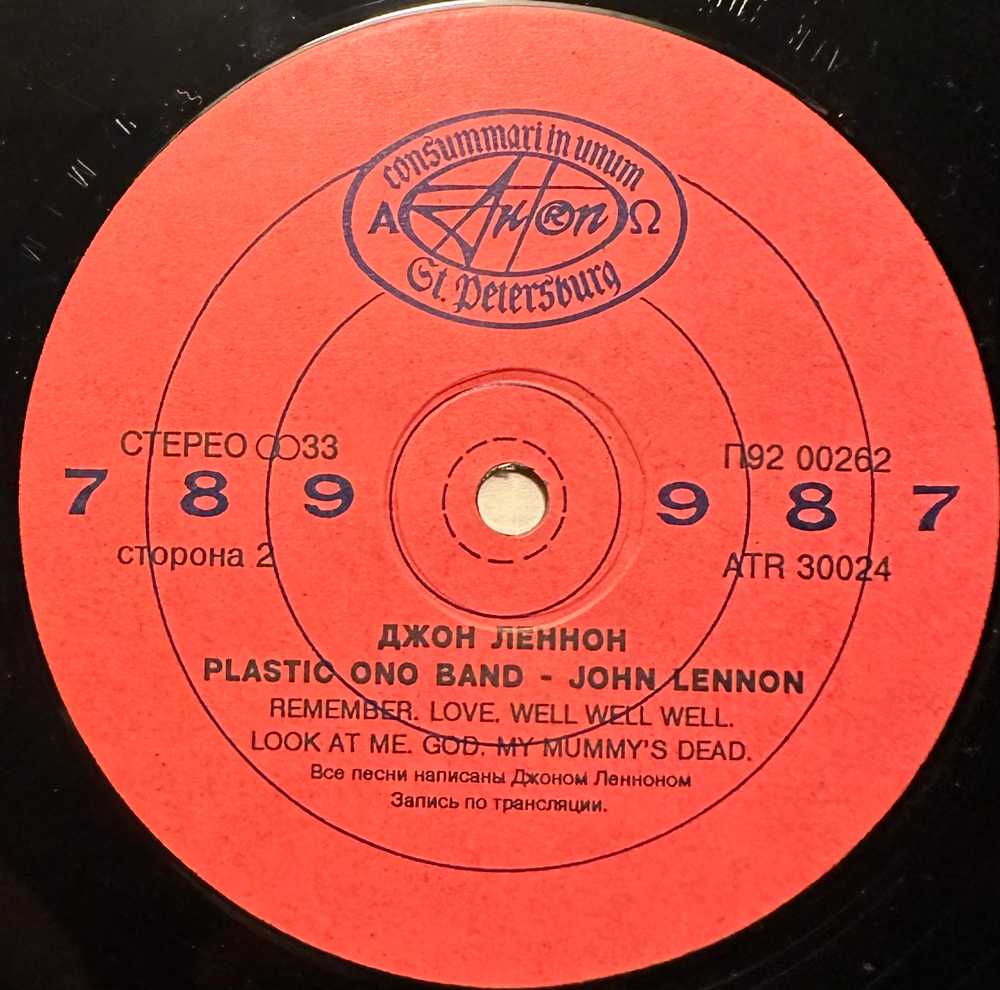 consummari in unum
А Антоn Ω
St. Petersburg
СТЕРЕО ∞33
П92 00262
7 8 9 9 8 7
сторона 2
ATR 30024
ДЖОН ЛЕННОН
PLASTIC ONO BAND - JOHN LENNON
REMEMBER. LOVE. WELL WELL WELL.
LOOK AT ME. GOD. MY MUMMY'S DEAD.
Все песни написаны Джоном Ленноном
Запись по трансляции.